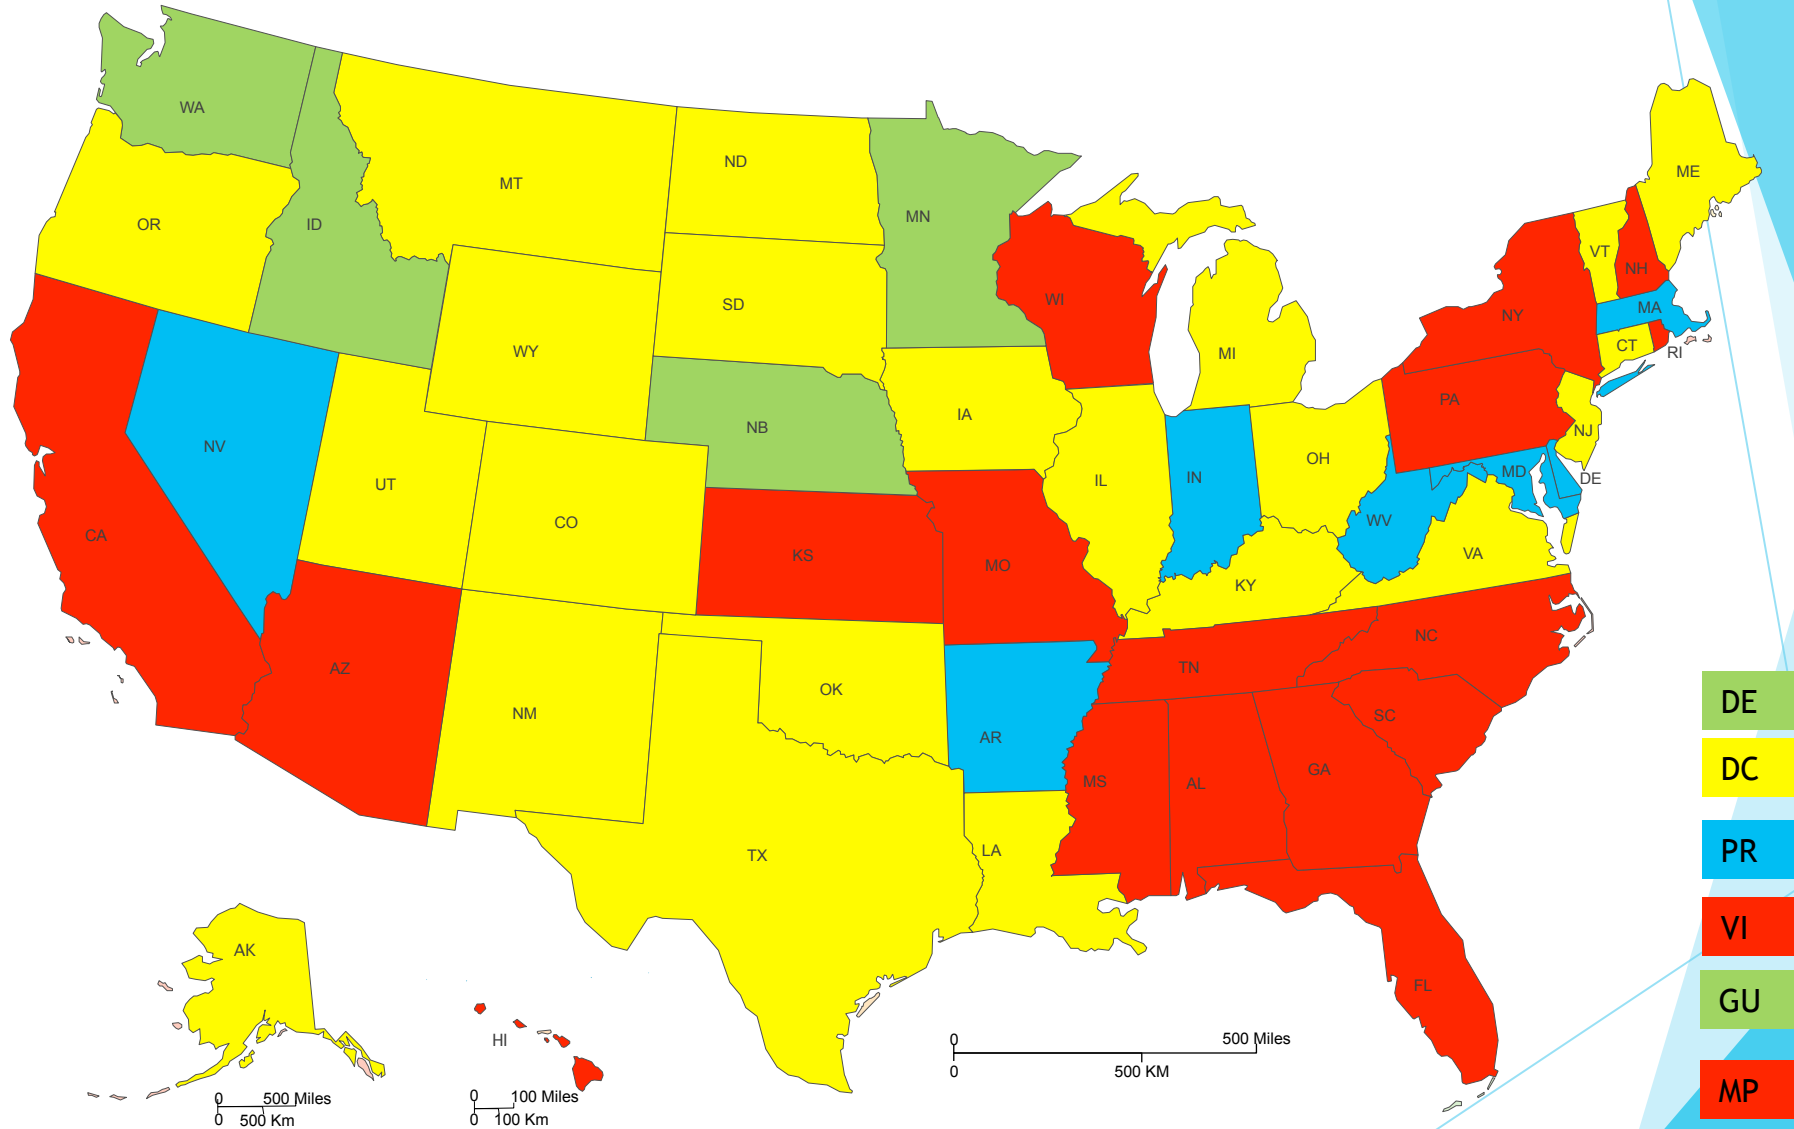 WA
MT
ND
MN
ME
OR
ID
SD
WI
VT
NH
NY
MA
WY
MI
CT
RI
IA
PA
NB
NJ
NV
UT
IL
IN
OH
MD
DE
CO
WV
CA
KS
MO
KY
VA
AZ
NM
OK
TN
NC
AR
SC
MS
AL
GA
TX
LA
FL
AK
HI
DE
DC
PR
VI
GU
MP
0 500 Miles
0 500 KM
0 500 Miles
0 500 Km
0 100 Miles
0 100 Km